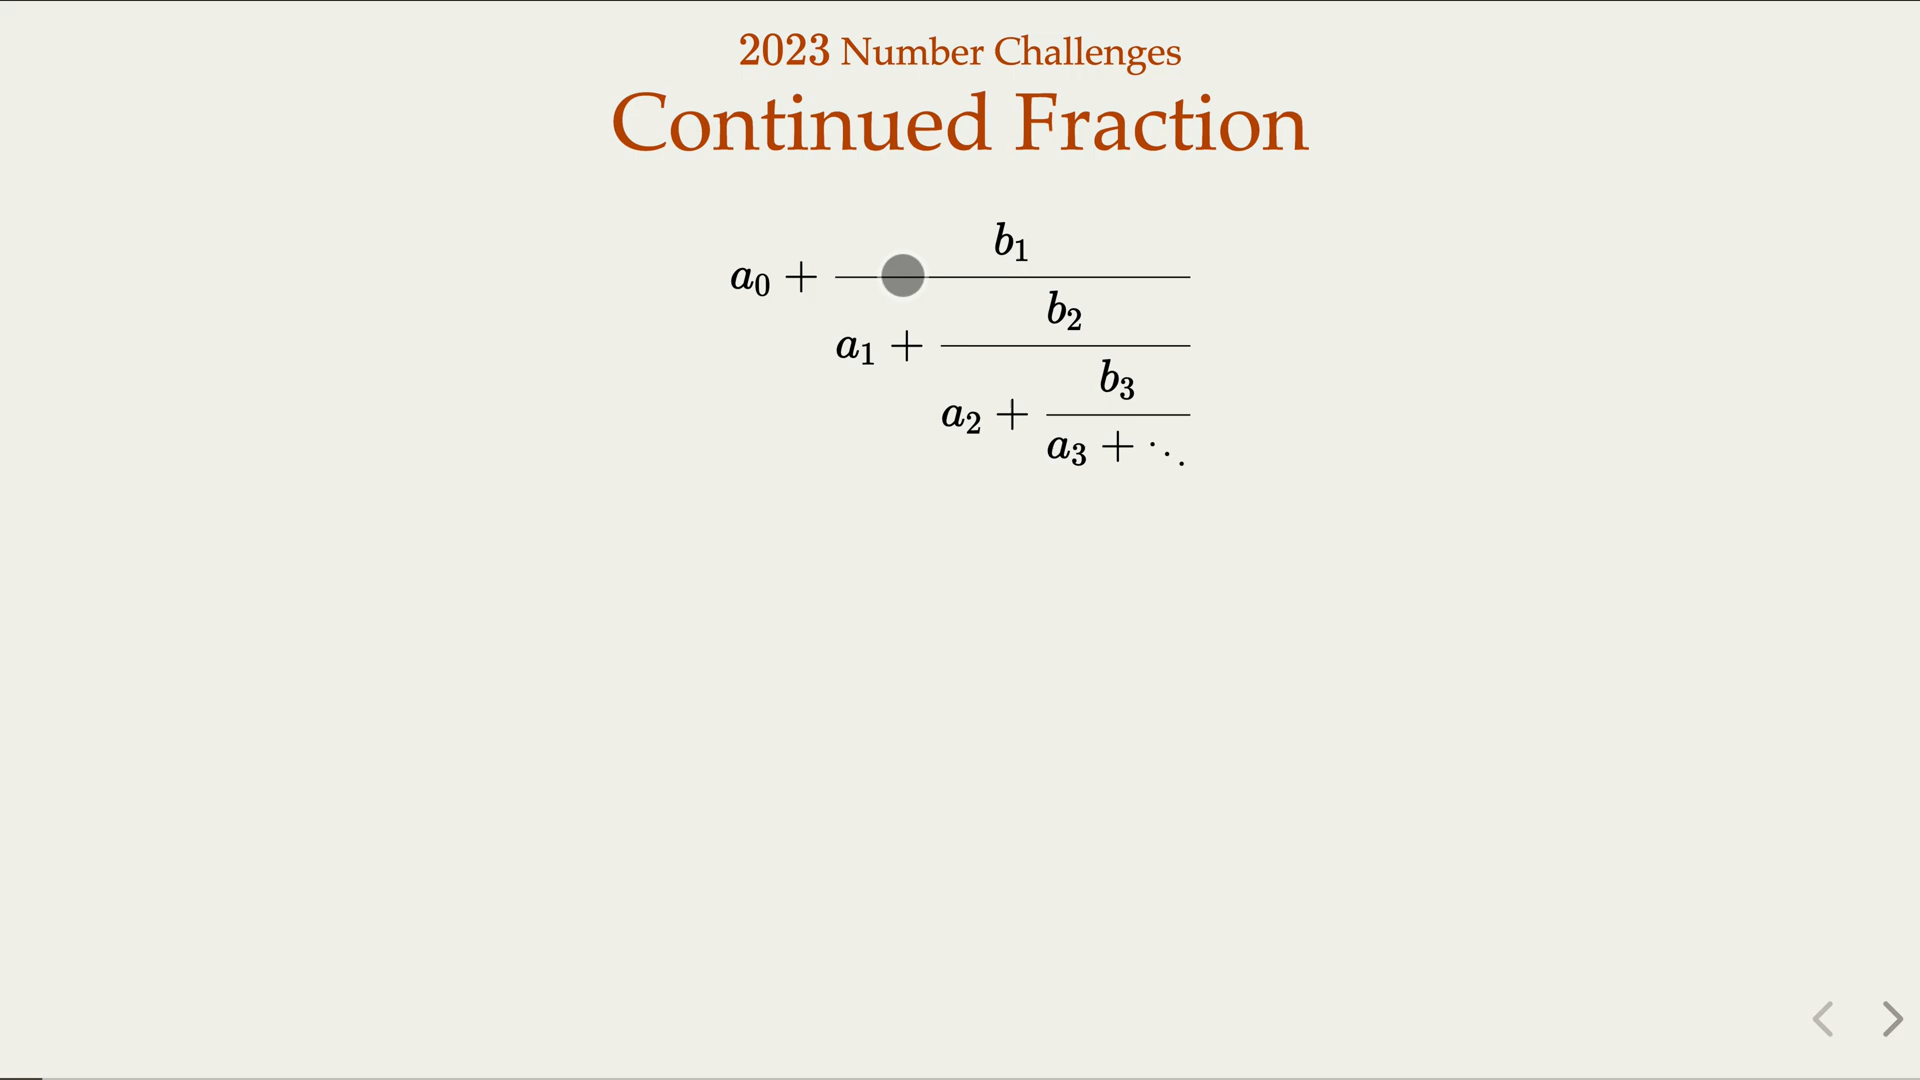 2023 Number Challenges
Continued Fraction
b₁
a₀ +
b₂
a₁ +
b₃
a₂ +
a₃ + ⋱